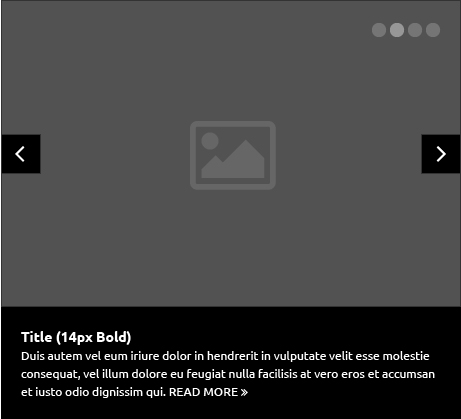 Title (14px Bold)
Duis autem vel eum iriure dolor in hendrerit in vulputate velit esse molestie
consequat, vel illum dolore eu feugiat nulla facilisis at vero eros et accumsan
et iusto odio dignissim qui. READ MORE »